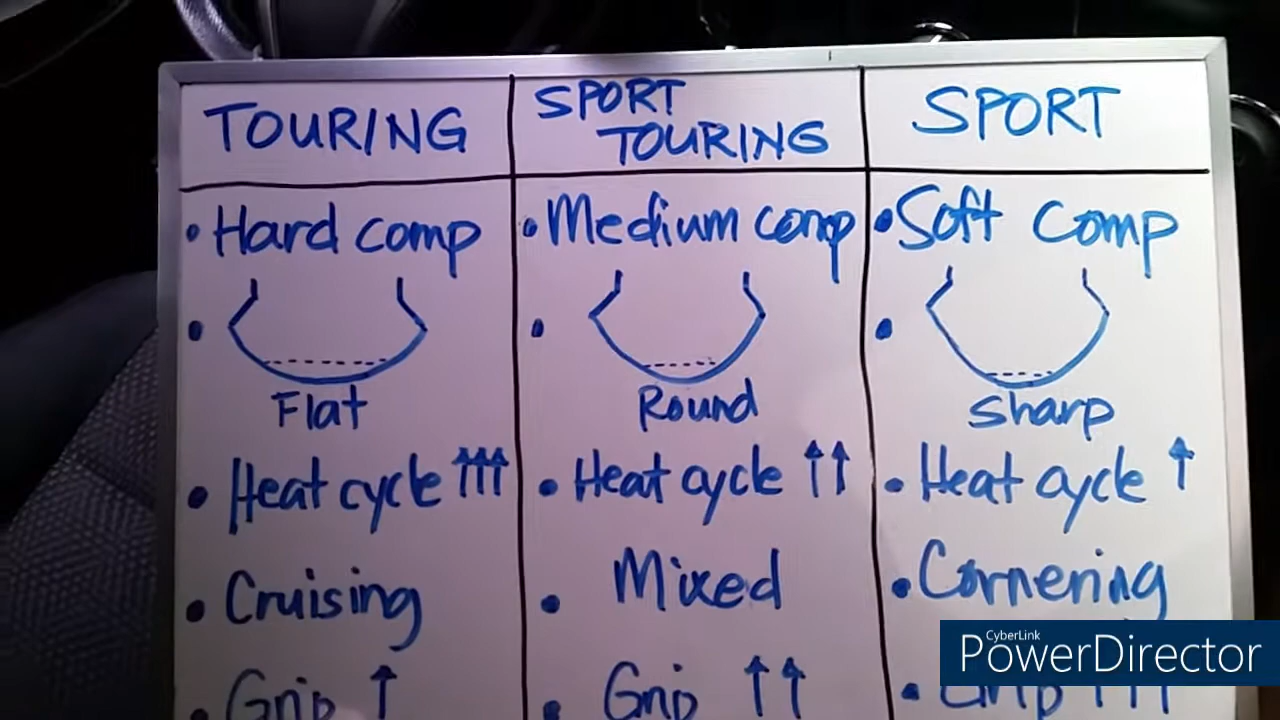 TOURING
• Hard comp
•
Flat
• Heat cycle ↑↑↑
• Cruising
• Grip ↑
SPORT
TOURING
• Medium comp
•
Round
• Heat cycle ↑↑
• Mixed
• Grip ↑↑
SPORT
• Soft comp
•
Sharp
• Heat cycle ↑
• Cornering
• Grip ↑↑↑
CyberLink
PowerDirector